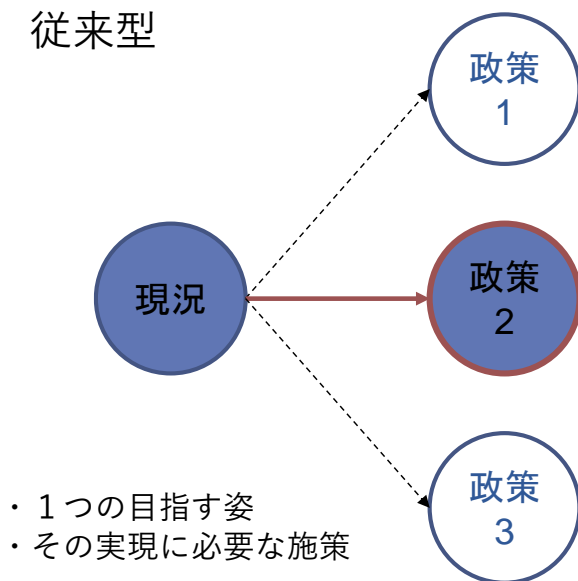 従来型
政策
1
現況
政策
2
政策
3
・１つの目指す姿
・その実現に必要な施策